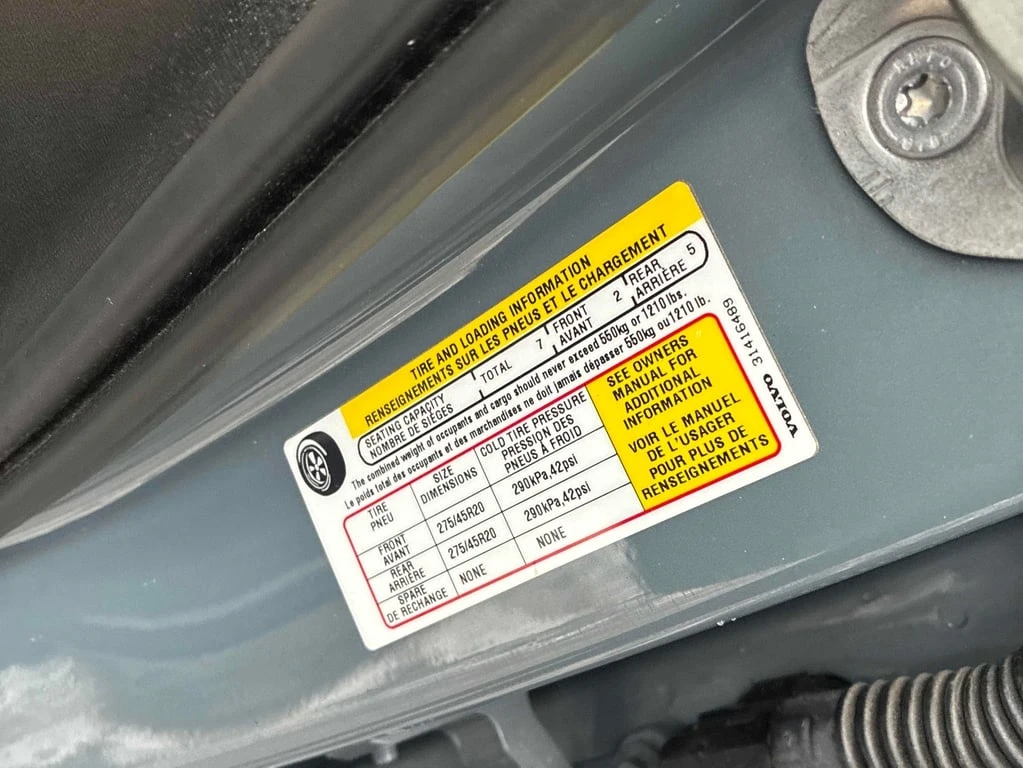 TIRE AND LOADING INFORMATION
RENSEIGNEMENTS SUR LES PNEUS ET LE CHARGEMENT
SEATING CAPACITY TOTAL 7 FRONT 2 REAR 5
NOMBRE DE SIÈGES AVANT ARRIÈRE
The combined weight of occupants and cargo should never exceed 550kg or 1210 lbs.
Le poids total des occupants et des marchandises ne doit jamais dépasser 550kg ou 1210 lb.
TIRE
PNEU
SIZE
DIMENSIONS
COLD TIRE PRESSURE
PRESSION DES
PNEUS À FROID
FRONT
AVANT
275/45R20
290kPa,42psi
REAR
ARRIÈRE
275/45R20
290kPa,42psi
SPARE
DE RECHANGE
NONE
NONE
SEE OWNERS
MANUAL FOR
ADDITIONAL
INFORMATION
VOIR LE MANUEL
DE L'USAGER
POUR PLUS DE
RENSEIGNEMENTS
VOLVO 31416489